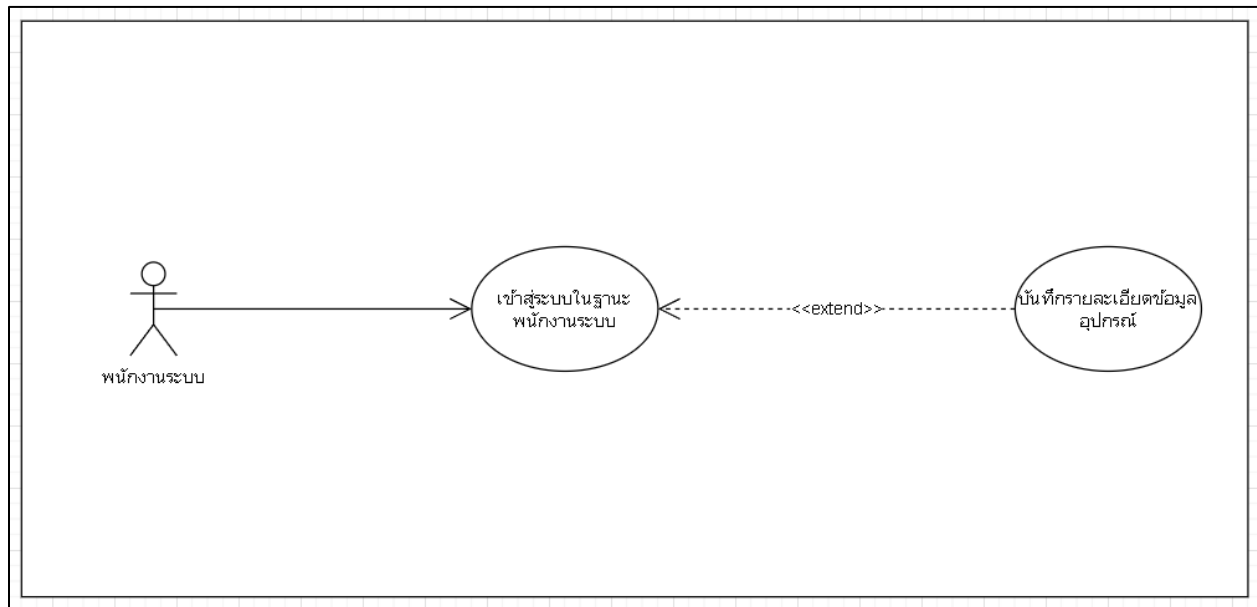 เข้าสู่ระบบในฐานะ
พนักงานระบบ
<<extend>>
บันทึกรายละเอียดข้อมูล
อุปกรณ์
พนักงานระบบ